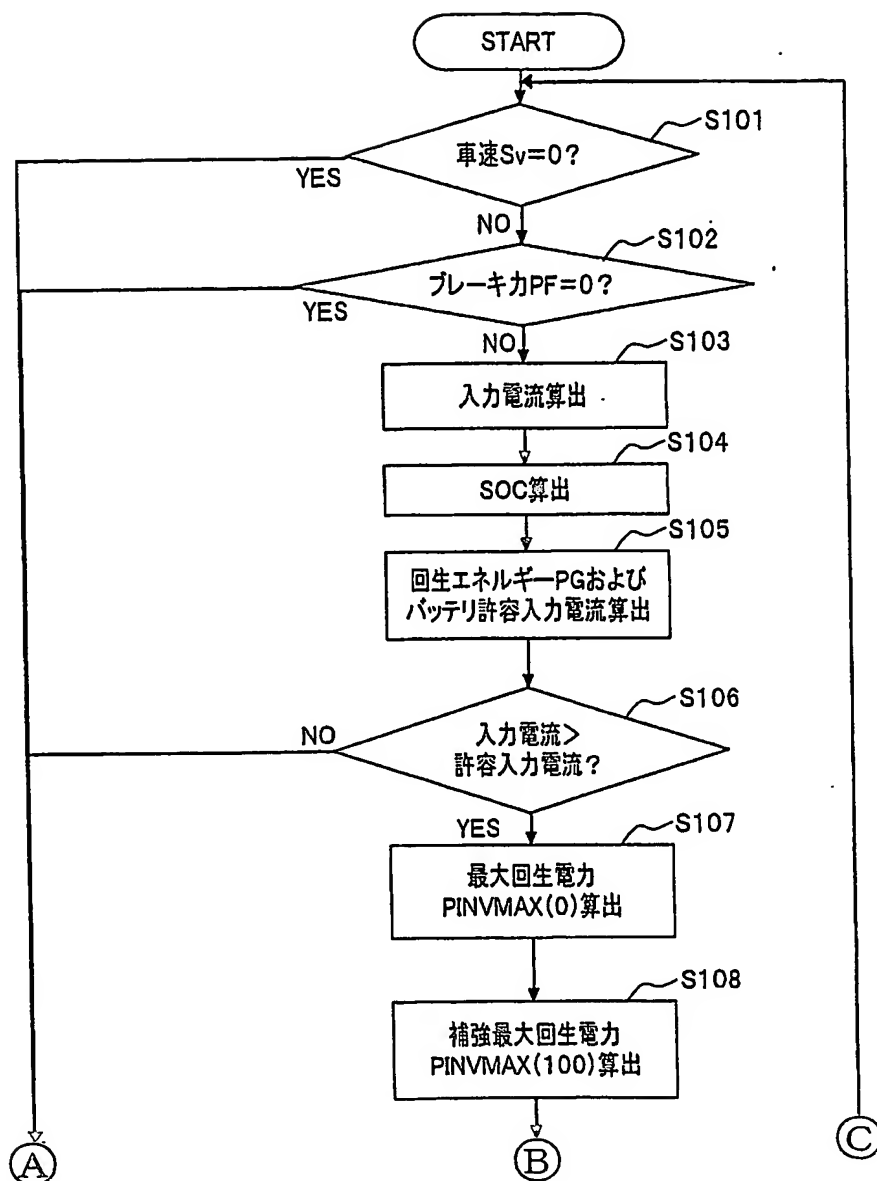 START
S101
車速Sv=0?
YES
NO
S102
ブレーキ力PF=0?
YES
NO
S103
入力電流算出
S104
SOC算出
S105
回生エネルギーPGおよび
バッテリ許容入力電流算出
S106
NO
入力電流>
許容入力電流?
YES
S107
最大回生電力
PINVMAX(0)算出
S108
補強最大回生電力
PINVMAX(100)算出
A
B
C